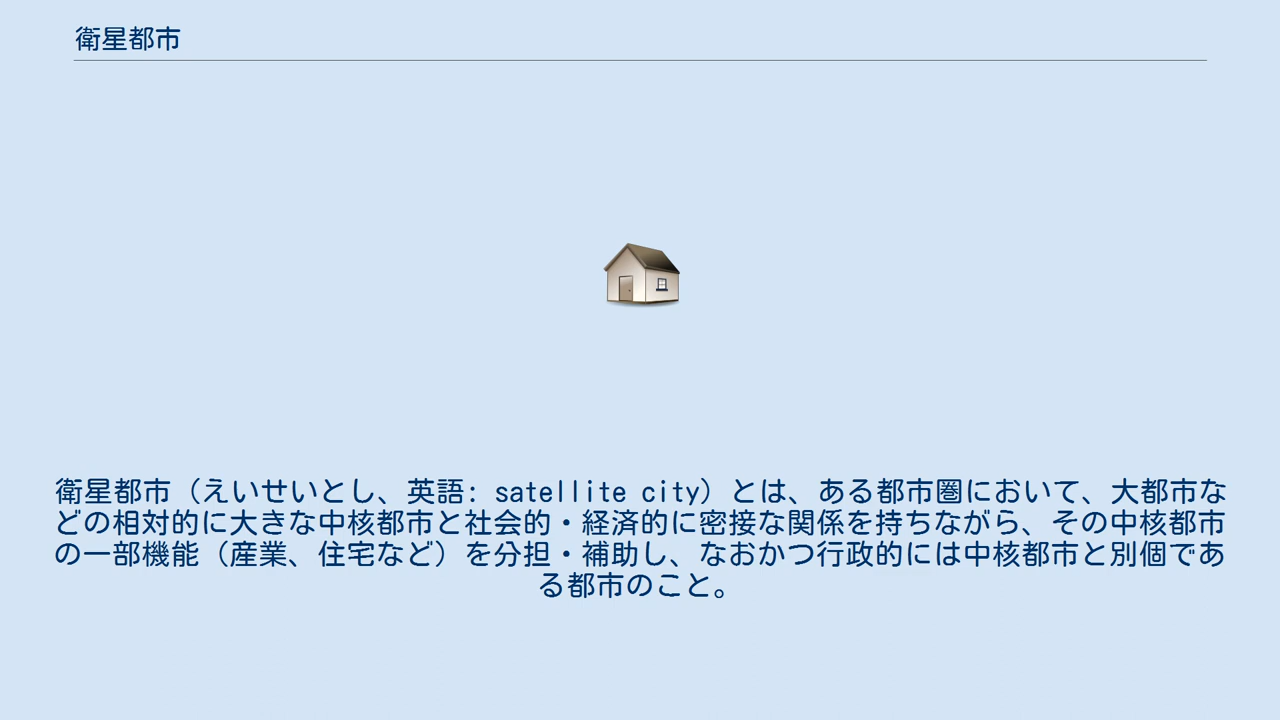 衛星都市
衛星都市（えいせいとし、英語: satellite city）とは、ある都市圏において、大都市な
どの相対的に大きな中核都市と社会的・経済的に密接な関係を持ちながら、その中核都市
の一部機能（産業、住宅など）を分担・補助し、なおかつ行政的には中核都市と別個であ
る都市のこと。